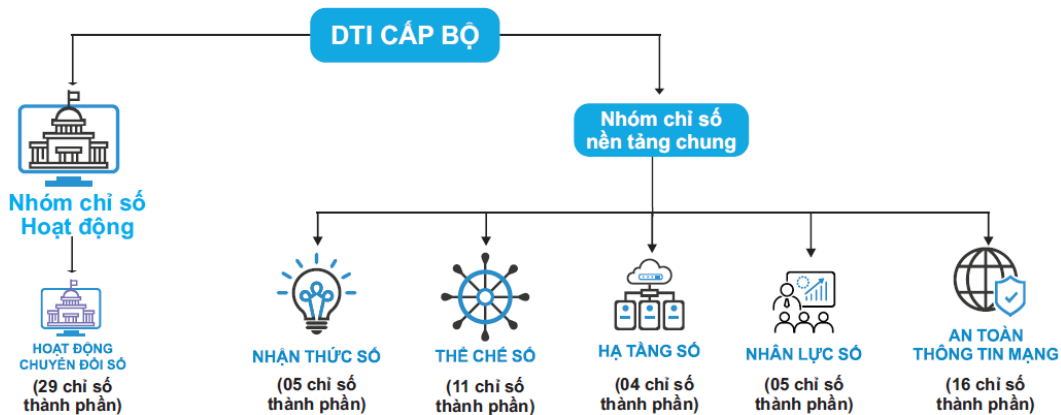 DTI CẤP BỘ
Nhóm chỉ số
Hoạt động
Nhóm chỉ số
nền tảng chung
HOẠT ĐỘNG
CHUYỂN ĐỔI SỐ
(29 chỉ số
thành phần)
NHẬN THỨC SỐ
(05 chỉ số
thành phần)
THỂ CHẾ SỐ
(11 chỉ số
thành phần)
HẠ TẦNG SỐ
(04 chỉ số
thành phần)
NHÂN LỰC SỐ
(05 chỉ số
thành phần)
AN TOÀN
THÔNG TIN MẠNG
(16 chỉ số
thành phần)